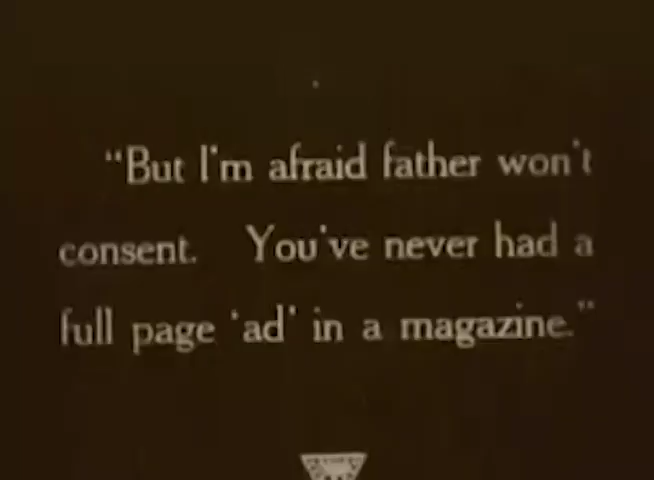 "But I'm afraid father won't
consent. You've never had a
full page 'ad' in a magazine."